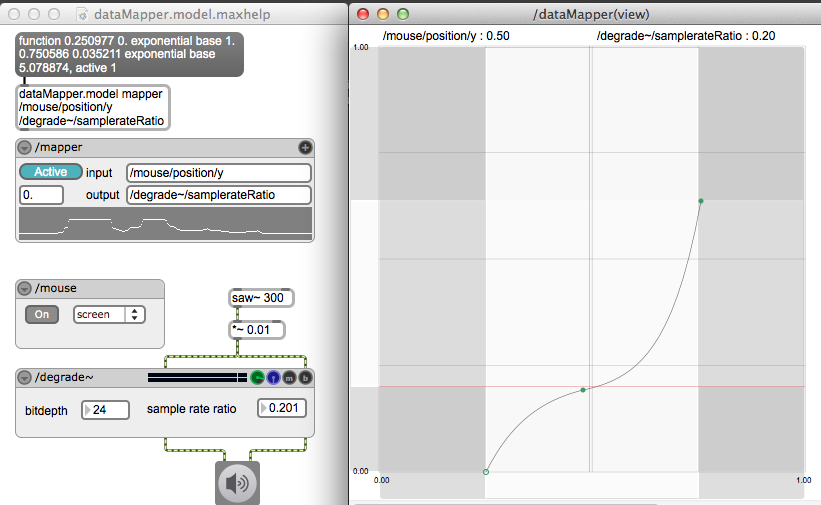 dataMapper.model.maxhelp
function 0.250977 0. exponential base 1.
0.750586 0.035211 exponential base
5.078874, active 1
dataMapper.model mapper
/mouse/position/y
/degrade~/samplerateRatio
/mapper
Active input /mouse/position/y
0. output /degrade~/samplerateRatio
/mouse
On screen
saw~ 300
*~ 0.01
/degrade~ m b
bitdepth 24 sample rate ratio 0.201
/dataMapper(view)
/mouse/position/y : 0.50 /degrade~/samplerateRatio : 0.20
1.00
0.00
0.00 1.00